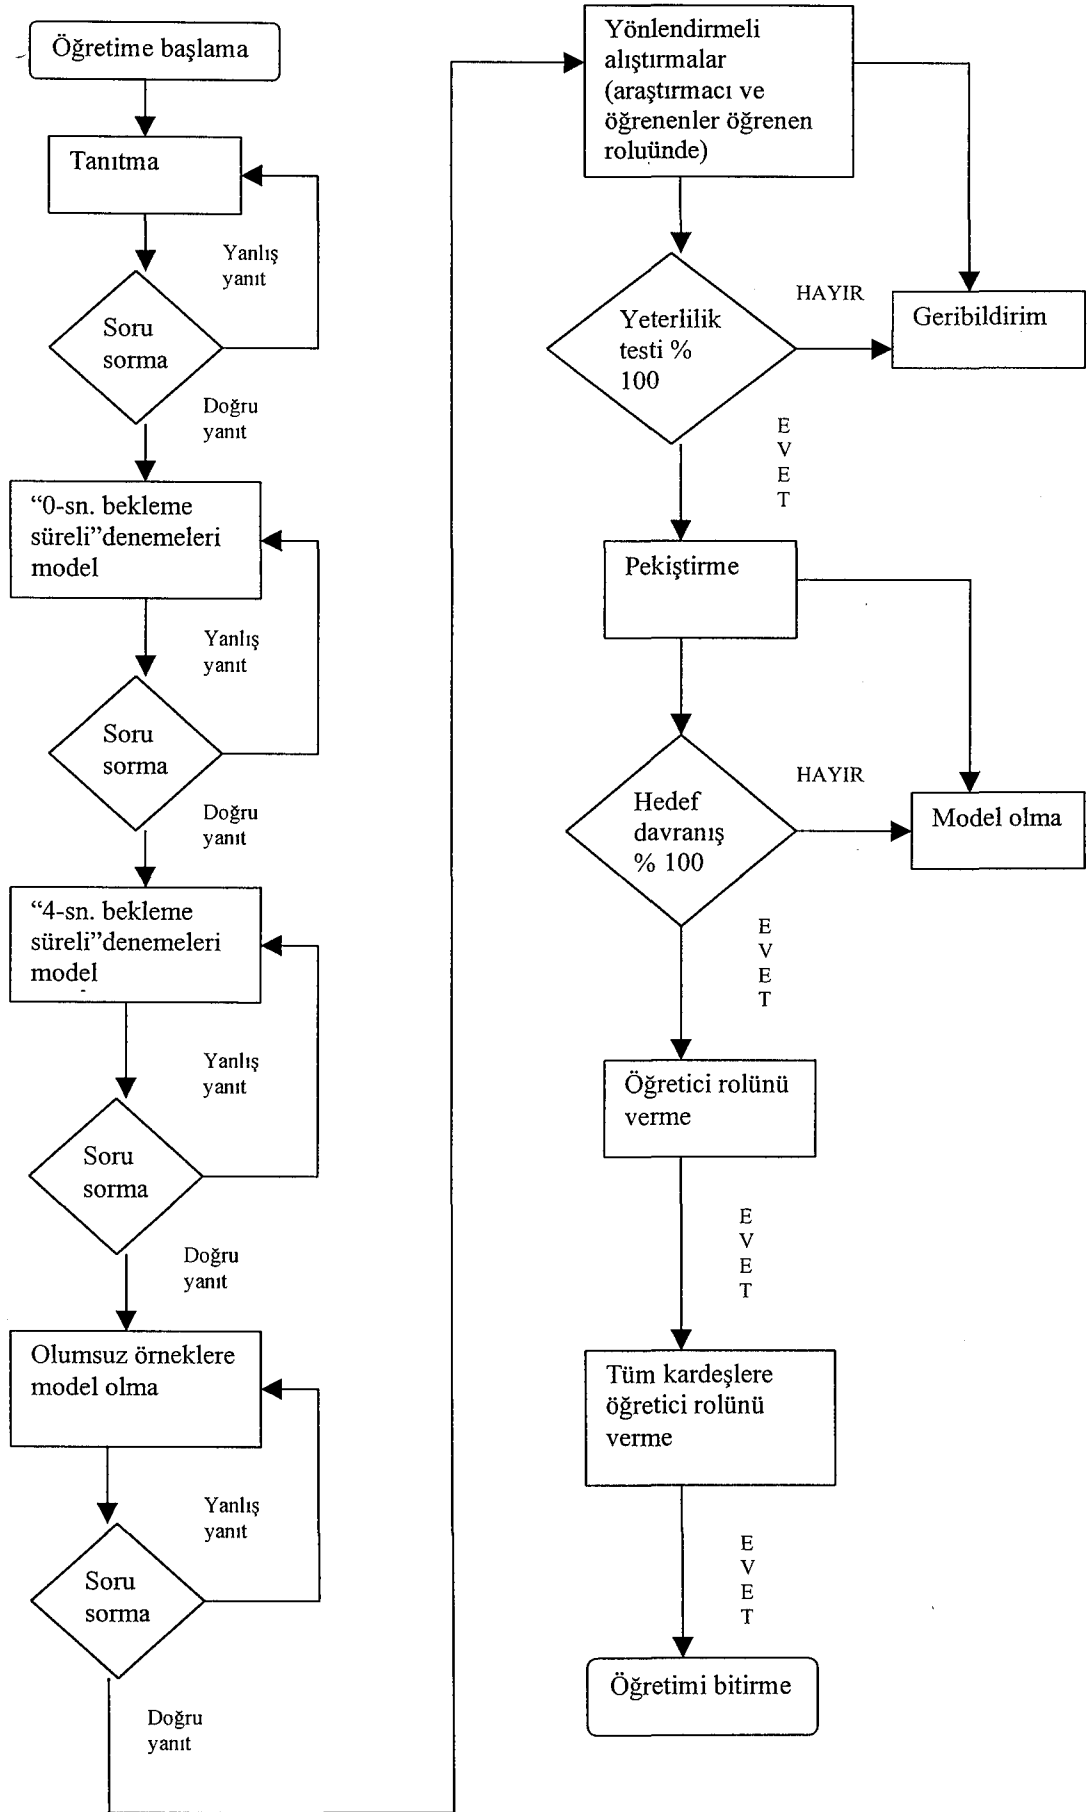 Öğretime başlama
Tanıtma
Yanlış
yanıt
Soru
sorma
Doğru
yanıt
“0-sn. bekleme
süreli”denemeleri
model
Yanlış
yanıt
Soru
sorma
Doğru
yanıt
“4-sn. bekleme
süreli”denemeleri
model
Yanlış
yanıt
Soru
sorma
Doğru
yanıt
Olumsuz örneklere
model olma
Yanlış
yanıt
Soru
sorma
Doğru
yanıt
Yönlendirmeli
alıştırmalar
(araştırmacı ve
öğrenenler öğrenen
roluünde)
HAYIR
Geribildirim
Yeterlilik
testi %
100
E
V
E
T
Pekiştirme
HAYIR
Model olma
Hedef
davranış
% 100
E
V
E
T
Öğretici rolünü
verme
E
V
E
T
Tüm kardeşlere
öğretici rolünü
verme
E
V
E
T
Öğretimi bitirme